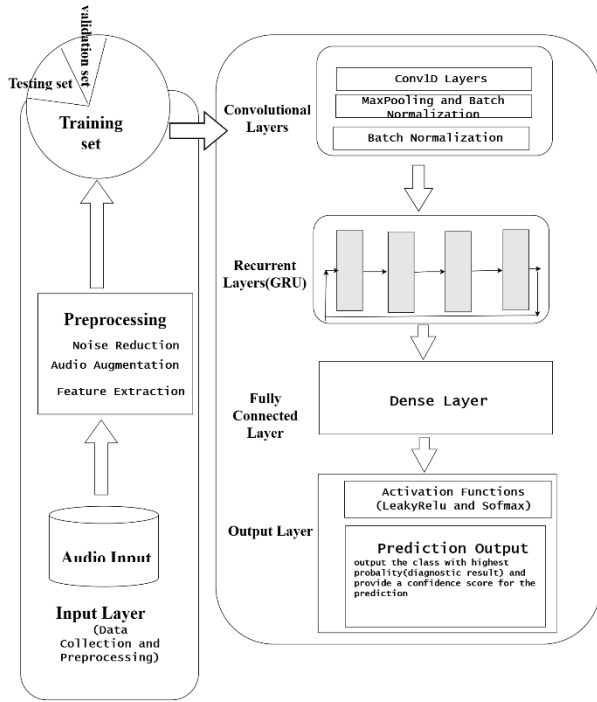 validation set
Testing set
Training
set
Preprocessing
Noise Reduction
Audio Augmentation
Feature Extraction
Audio Input
Input Layer
(Data
Collection and
Preprocessing)
Convolutional
Layers
Conv1D Layers
MaxPooling and Batch
Normalization
Batch Normalization
Recurrent
Layers(GRU)
Fully
Connected
Layer
Dense Layer
Output Layer
Activation Functions
(LeakyRelu and Sofmax)
Prediction Output
output the class with highest
probality(diagnostic result) and
provide a confidence score for the
prediction